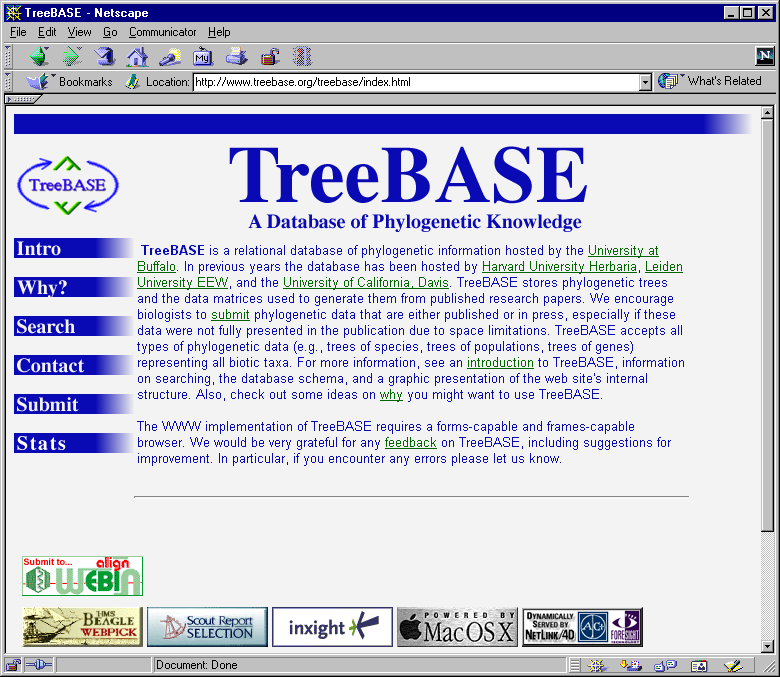 TreeBASE - Netscape
File Edit View Go Communicator Help
My
N
Bookmarks Location: http://www.treebase.org/treebase/index.html What's Related
TreeBASE
TreeBASE
A Database of Phylogenetic Knowledge
Intro
Why?
Search
Contact
Submit
Stats
TreeBASE is a relational database of phylogenetic information hosted by the University at
Buffalo. In previous years the database has been hosted by Harvard University Herbaria, Leiden
University EEW, and the University of California, Davis. TreeBASE stores phylogenetic trees
and the data matrices used to generate them from published research papers. We encourage
biologists to submit phylogenetic data that are either published or in press, especially if these
data were not fully presented in the publication due to space limitations. TreeBASE accepts all
types of phylogenetic data (e.g., trees of species, trees of populations, trees of genes)
representing all biotic taxa. For more information, see an introduction to TreeBASE, information
on searching, the database schema, and a graphic presentation of the web site's internal
structure. Also, check out some ideas on why you might want to use TreeBASE.
The WWW implementation of TreeBASE requires a forms-capable and frames-capable
browser. We would be very grateful for any feedback on TreeBASE, including suggestions for
improvement. In particular, if you encounter any errors please let us know.
Submit to... align
WEBIN
HMS
BEAGLE
WEBPICK
Scout Report
SELECTION
inxight
POWERED BY
MacOS X
DYNAMICALLY
SERVED BY
NETLINK/4D
Document: Done